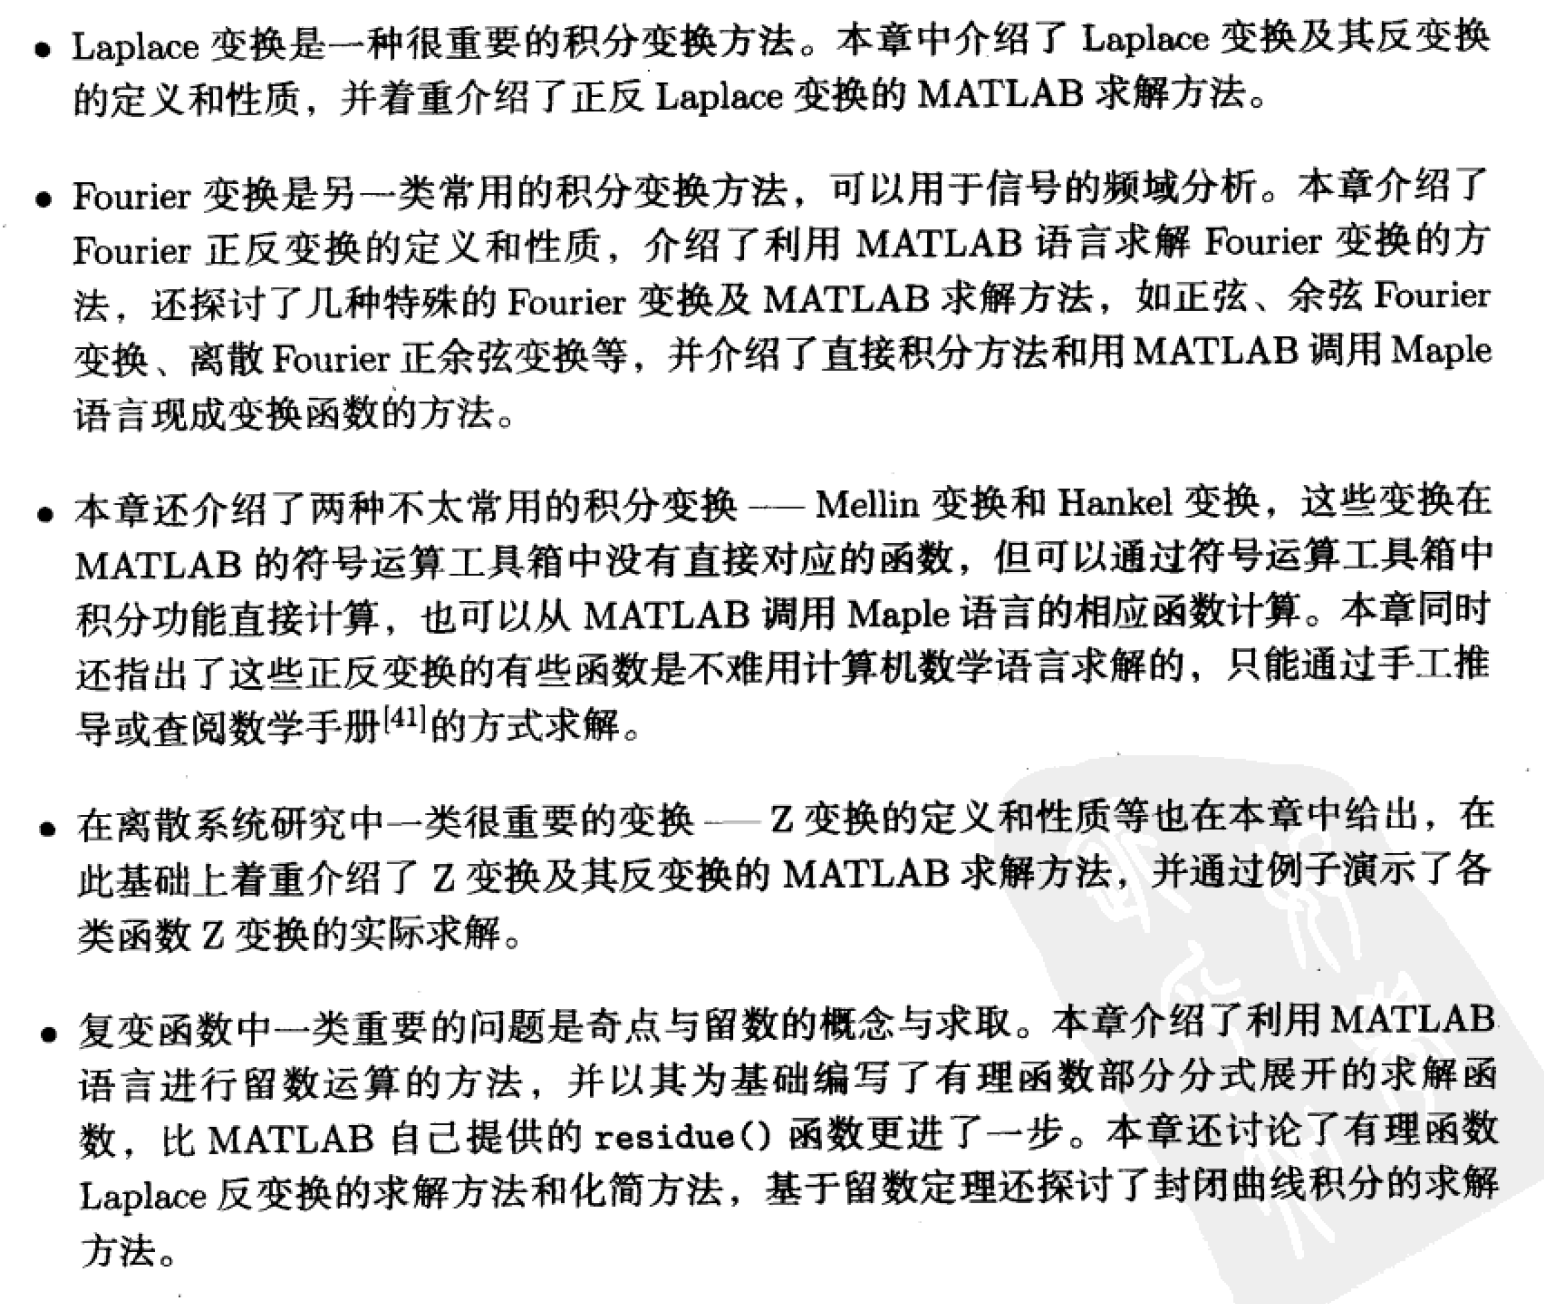 • Laplace 变换是一种很重要的积分变换方法。本章中介绍了 Laplace 变换及其反变换
的定义和性质，并着重介绍了正反 Laplace 变换的 MATLAB 求解方法。
• Fourier 变换是另一类常用的积分变换方法，可以用于信号的频域分析。本章介绍了
Fourier 正反变换的定义和性质，介绍了利用 MATLAB 语言求解 Fourier 变换的方
法，还探讨了几种特殊的 Fourier 变换及 MATLAB 求解方法，如正弦、余弦 Fourier
变换、离散 Fourier 正余弦变换等，并介绍了直接积分方法和用 MATLAB 调用 Maple
语言现成变换函数的方法。
• 本章还介绍了两种不太常用的积分变换 —— Mellin 变换和 Hankel 变换，这些变换在
MATLAB 的符号运算工具箱中没有直接对应的函数，但可以通过符号运算工具箱中
积分功能直接计算，也可以从 MATLAB 调用 Maple 语言的相应函数计算。本章同时
还指出了这些正反变换的有些函数是不难用计算机数学语言求解的，只能通过手工推
导或查阅数学手册[41]的方式求解。
• 在离散系统研究中一类很重要的变换 —— Z 变换的定义和性质等也在本章中给出，在
此基础上着重介绍了 Z 变换及其反变换的 MATLAB 求解方法，并通过例子演示了各
类函数 Z 变换的实际求解。
• 复变函数中一类重要的问题是奇点与留数的概念与求取。本章介绍了利用 MATLAB
语言进行留数运算的方法，并以其为基础编写了有理函数部分分式展开的求解函
数，比 MATLAB 自己提供的 residue() 函数更进了一步。本章还讨论了有理函数
Laplace 反变换的求解方法和化简方法，基于留数定理还探讨了封闭曲线积分的求解
方法。